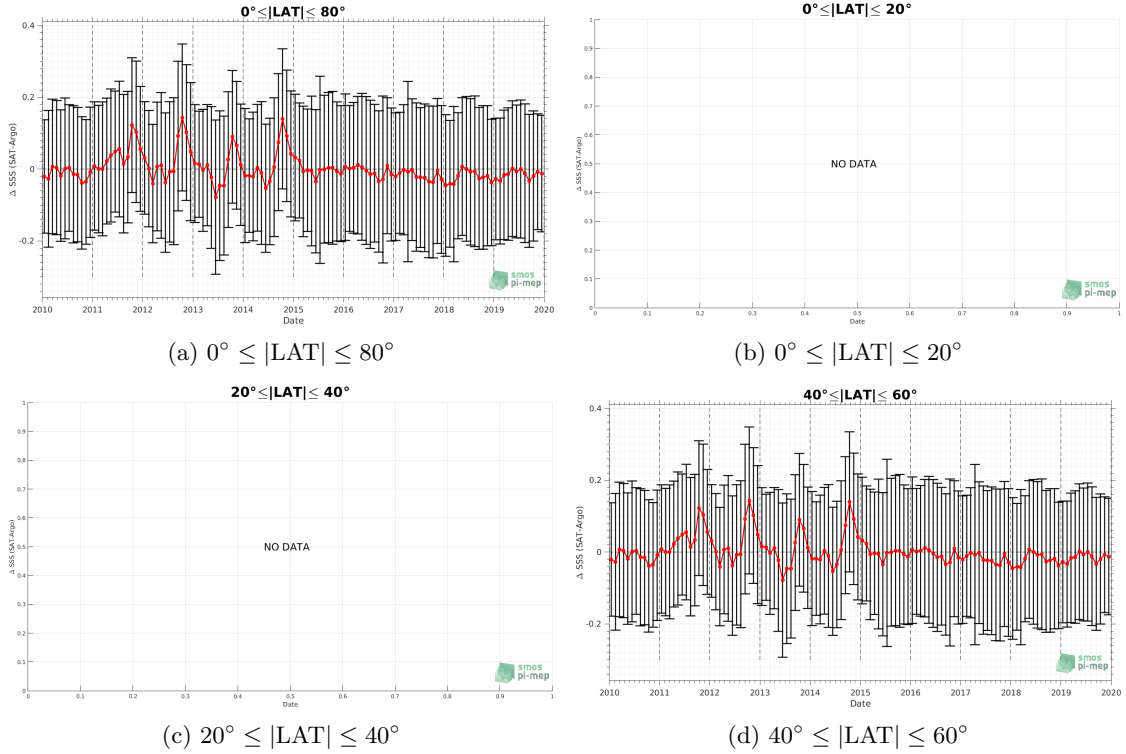 0°≤|LAT|≤ 80°
0.4
0.2
0
-0.2
Δ SSS (SAT-Argo)
2010 2011 2012 2013 2014 2015 2016 2017 2018 2019 2020
Date
smos
pi-mep
(a) 0° ≤ |LAT| ≤ 80°
0°≤|LAT|≤ 20°
1
0.9
0.8
0.7
0.6
0.5
0.4
0.3
0.2
0.1
0
Δ SSS (SAT-Argo)
NO DATA
0 0.1 0.2 0.3 0.4 0.5 0.6 0.7 0.8 0.9 1
Date
smos
pi-mep
(b) 0° ≤ |LAT| ≤ 20°
20°≤|LAT|≤ 40°
1
0.9
0.8
0.7
0.6
0.5
0.4
0.3
0.2
0.1
0
Δ SSS (SAT-Argo)
NO DATA
0 0.1 0.2 0.3 0.4 0.5 0.6 0.7 0.8 0.9 1
Date
smos
pi-mep
(c) 20° ≤ |LAT| ≤ 40°
40°≤|LAT|≤ 60°
0.4
0.2
0
-0.2
Δ SSS (SAT-Argo)
2010 2011 2012 2013 2014 2015 2016 2017 2018 2019 2020
Date
smos
pi-mep
(d) 40° ≤ |LAT| ≤ 60°